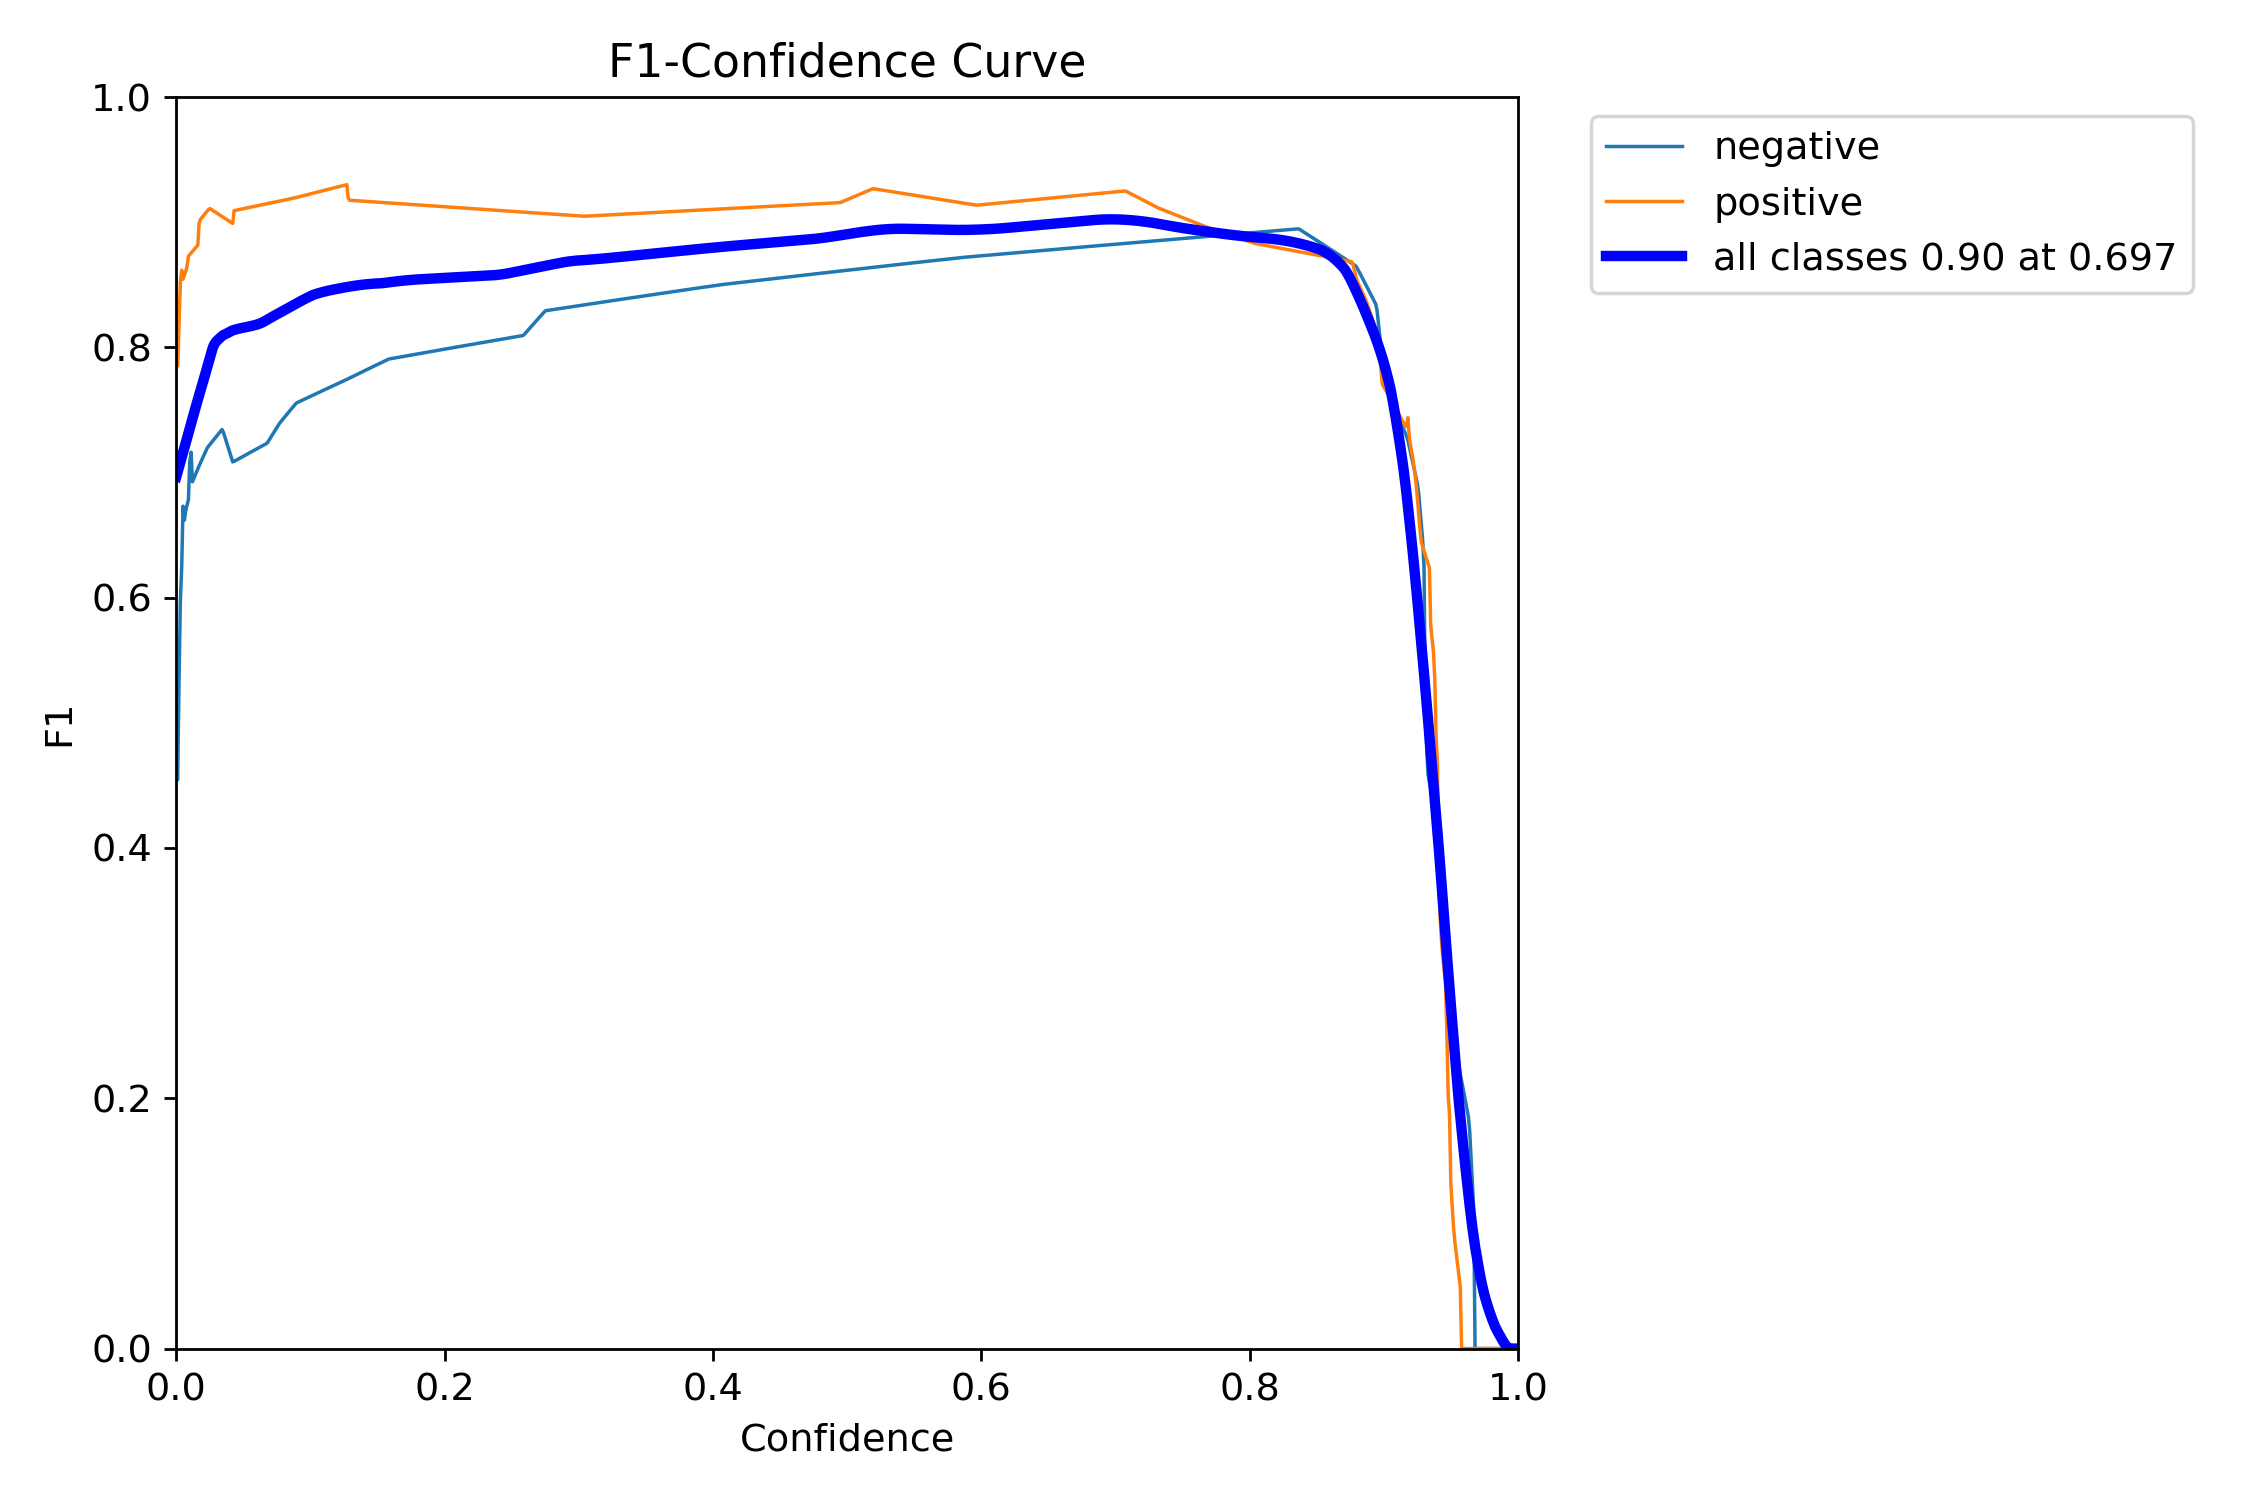 F1-Confidence Curve
1.0
0.8
0.6
0.4
0.2
0.0
F1
0.0 0.2 0.4 0.6 0.8 1.0
Confidence
negative
positive
all classes 0.90 at 0.697